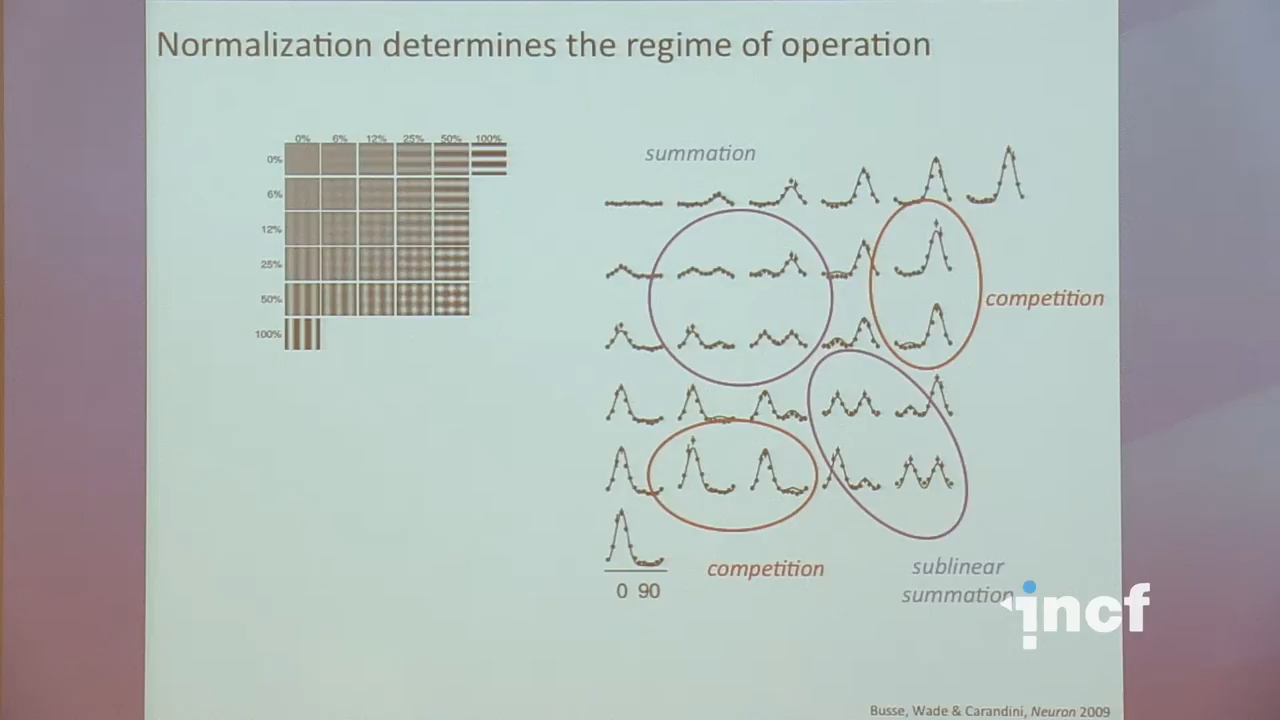 Normalization determines the regime of operation
0% 6% 12% 25% 50% 100%
0%
6%
12%
25%
50%
100%
summation
competition
competition
sublinear
summation
0 90
incf
Busse, Wade & Carandini, Neuron 2009